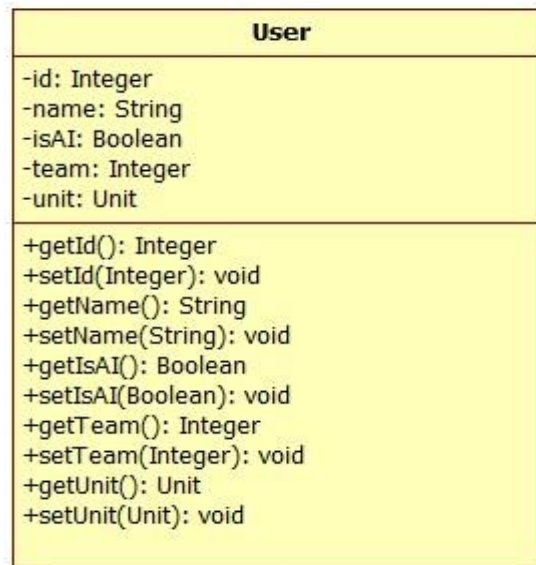 User
-id: Integer
-name: String
-isAI: Boolean
-team: Integer
-unit: Unit
+getId(): Integer
+setId(Integer): void
+getName(): String
+setName(String): void
+getIsAI(): Boolean
+setIsAI(Boolean): void
+getTeam(): Integer
+setTeam(Integer): void
+getUnit(): Unit
+setUnit(Unit): void